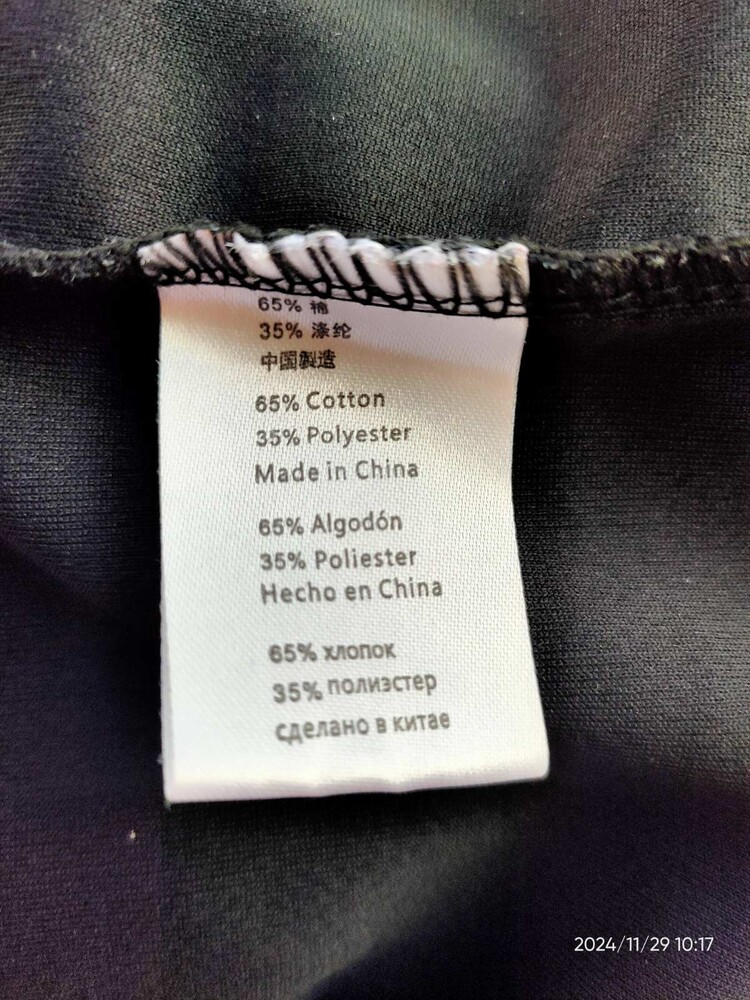 65% 棉
35% 涤纶
中国製造
65% Cotton
35% Polyester
Made in China
65% Algodón
35% Poliester
Hecho en China
65% хлопок
35% полиэстер
сделано в китае
2024/11/29 10:17